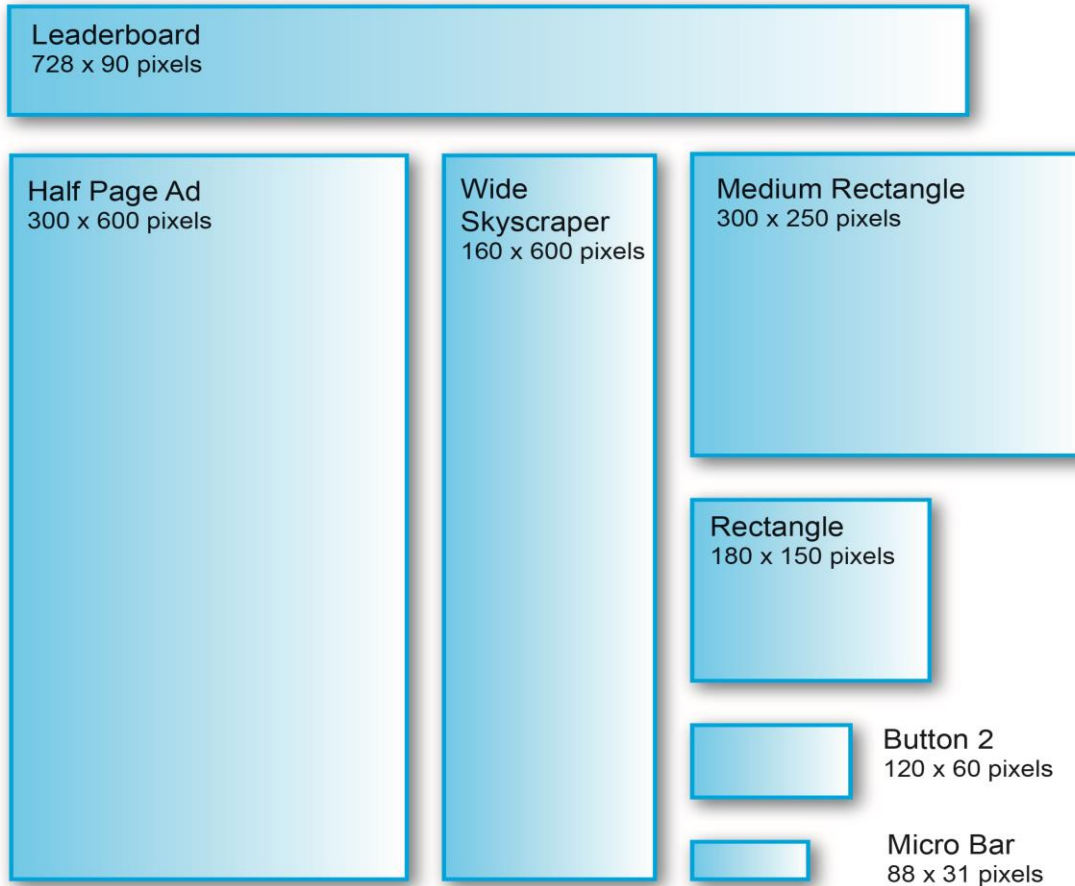 Leaderboard
728 x 90 pixels
Half Page Ad
300 x 600 pixels
Wide
Skyscraper
160 x 600 pixels
Medium Rectangle
300 x 250 pixels
Rectangle
180 x 150 pixels
Button 2
120 x 60 pixels
Micro Bar
88 x 31 pixels